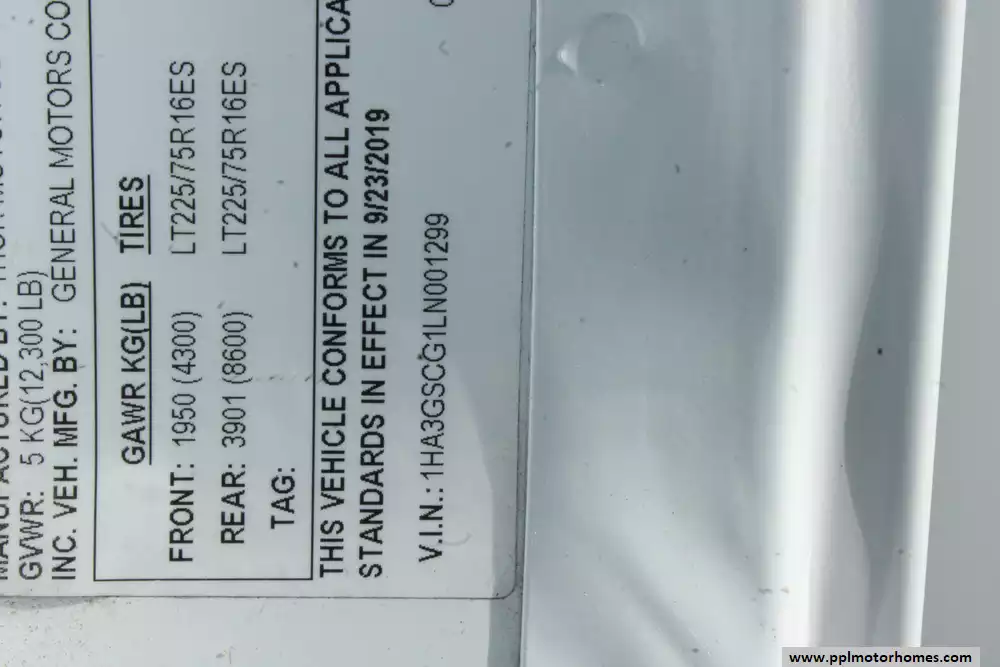 GVWR: 5 KG(12,300 LB)
INC. VEH. MFG. BY: GENERAL MOTORS CO
GAWR KG(LB) TIRES
FRONT: 1950 (4300) LT225/75R16ES
REAR: 3901 (8600) LT225/75R16ES
TAG:
THIS VEHICLE CONFORMS TO ALL APPLICA
STANDARDS IN EFFECT IN 9/23/2019
V.I.N.: 1HA3GSCG1LN001299
www.pplmotorhomes.com